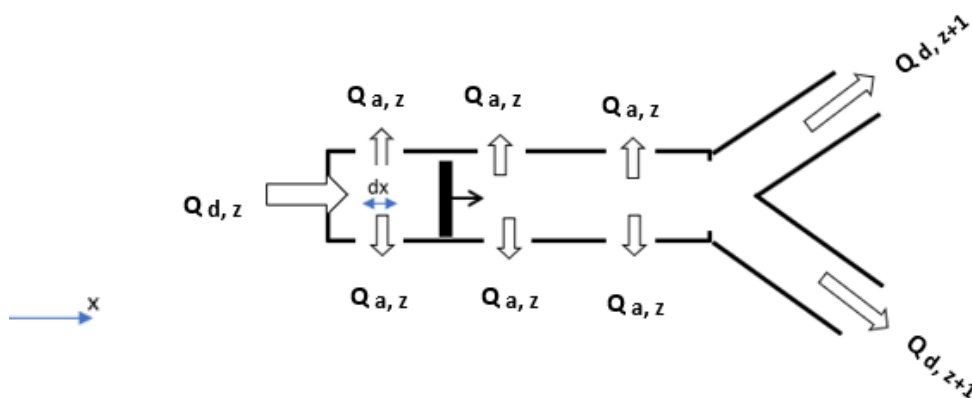 Q d, z+1
Q a, z
Q a, z
Q a, z
dx
Q d, z
x
Q a, z
Q a, z
Q a, z
Q d, z+1